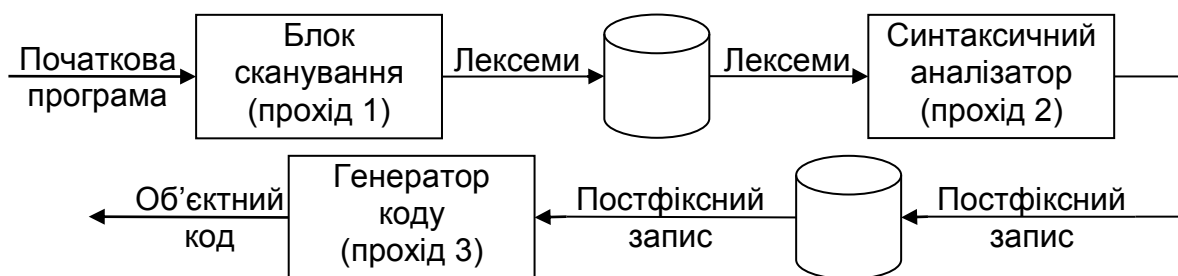 Початкова
програма
Блок
сканування
(прохід 1)
Лексеми
Лексеми
Синтаксичний
аналізатор
(прохід 2)
Об’єктний
код
Генератор
коду
(прохід 3)
Постфіксний
запис
Постфіксний
запис